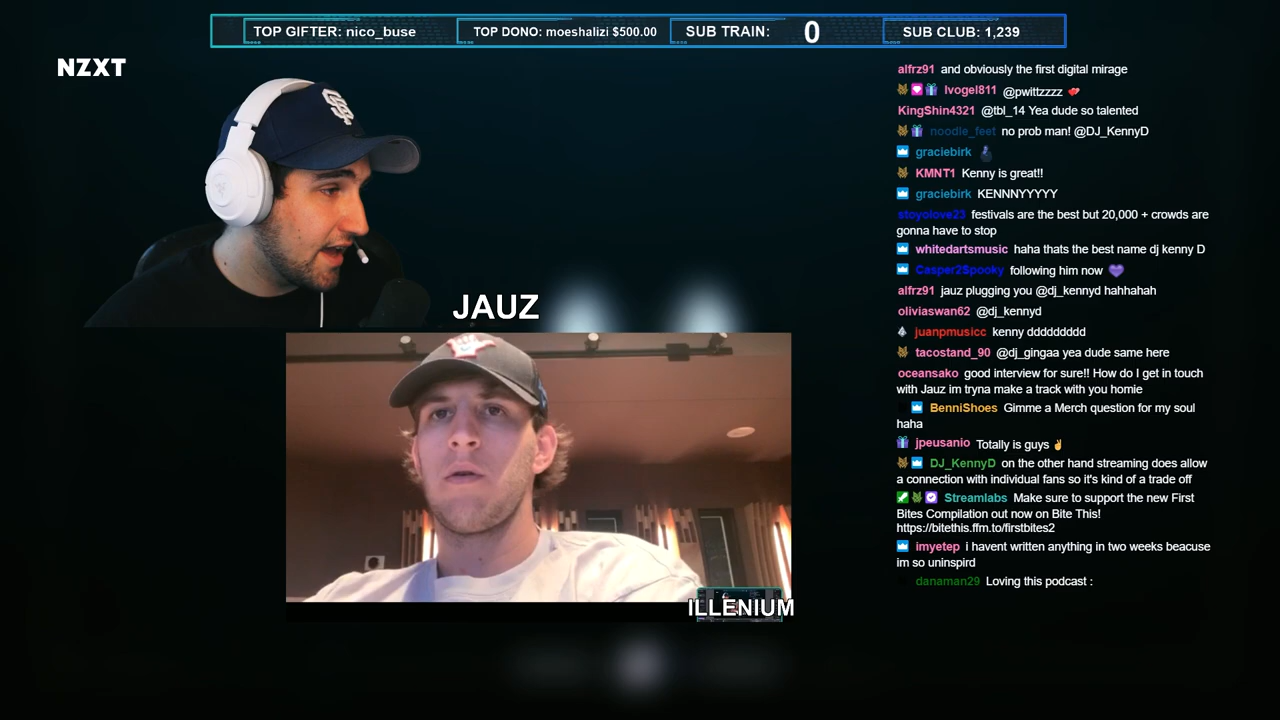 TOP GIFTER: nico_buse
TOP DONO: moeshalizi $500.00
SUB TRAIN: 0
SUB CLUB: 1,239
NZXT
SF
JAUZ
ILLENIUM
alfrz91 and obviously the first digital mirage
lvogel811 @pwittzzzz
KingShin4321 @tbl_14 Yea dude so talented
noodle_feet no prob man! @DJ_KennyD
graciebirk
KMNT1 Kenny is great!!
graciebirk KENNNYYYYY
stoyolove23 festivals are the best but 20,000 + crowds are
gonna have to stop
whitedartsmusic haha thats the best name dj kenny D
Casper2Spooky following him now
alfrz91 jauz plugging you @dj_kennyd hahhahah
oliviaswan62 @dj_kennyd
juanpmusicc kenny ddddddddd
tacostand_90 @dj_gingaa yea dude same here
oceansako good interview for sure!! How do I get in touch
with Jauz im tryna make a track with you homie
BenniShoes Gimme a Merch question for my soul
haha
jpeusanio Totally is guys
DJ_KennyD on the other hand streaming does allow
a connection with individual fans so it's kind of a trade off
Streamlabs Make sure to support the new First
Bites Compilation out now on Bite This!
https://bitethis.ffm.to/firstbites2
imyetep i havent written anything in two weeks beacuse
im so uninspird
danaman29 Loving this podcast :